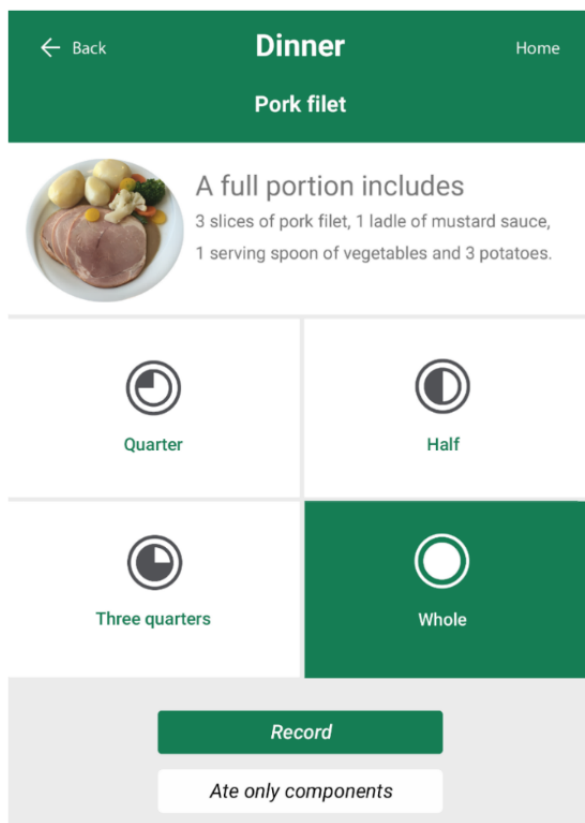 Back
Dinner
Home
Pork filet
A full portion includes
3 slices of pork filet, 1 ladle of mustard sauce,
1 serving spoon of vegetables and 3 potatoes.
Quarter
Half
Three quarters
Whole
Record
Ate only components